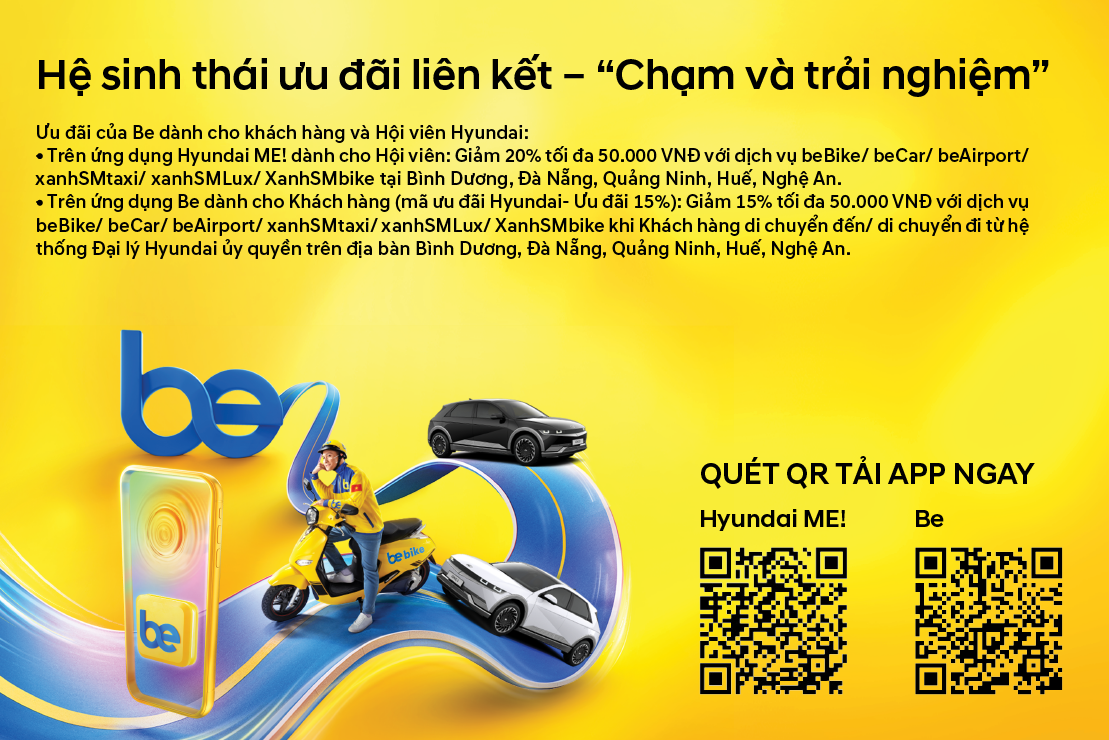 Hệ sinh thái ưu đãi liên kết – “Chạm và trải nghiệm”
Ưu đãi của Be dành cho khách hàng và Hội viên Hyundai:
• Trên ứng dụng Hyundai ME! dành cho Hội viên: Giảm 20% tối đa 50.000 VNĐ với dịch vụ beBike/ beCar/ beAirport/
xanhSMtaxi/ xanhSMLux/ XanhSMbike tại Bình Dương, Đà Nẵng, Quảng Ninh, Huế, Nghệ An.
• Trên ứng dụng Be dành cho Khách hàng (mã ưu đãi Hyundai- Ưu đãi 15%): Giảm 15% tối đa 50.000 VNĐ với dịch vụ
beBike/ beCar/ beAirport/ xanhSMtaxi/ xanhSMLux/ XanhSMbike khi Khách hàng di chuyển đến/ di chuyển đi từ hệ
thống Đại lý Hyundai ủy quyền trên địa bàn Bình Dương, Đà Nẵng, Quảng Ninh, Huế, Nghệ An.
be
be bike
be
QUÉT QR TẢI APP NGAY
Hyundai ME! Be